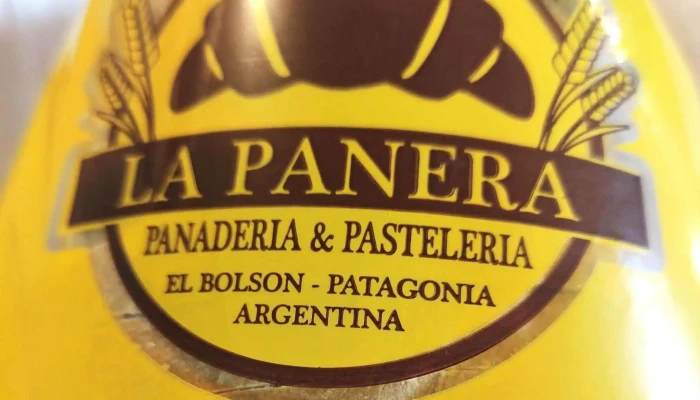 LA PANERA
PANADERIA & PASTELERIA
EL BOLSON - PATAGONIA
ARGENTINA